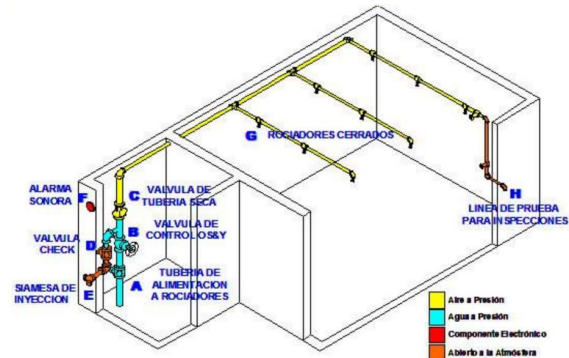 G ROCIADORES CERRADOS
ALARMA
SONORA
F
C
VALVULA DE
TUBERIA SECA
H
LINEA DE PRUEBA
PARA INSPECCIONES
B
VALVULA DE
CONTROL OS&Y
VALVULA
CHECK
D
SIAMESA DE
INYECCION
E
A
TUBERIA DE
ALIMENTACION
A ROCIADORES
Aire a Presión
Agua a Presión
Componente Electrónico
Abierto a la Atmósfera